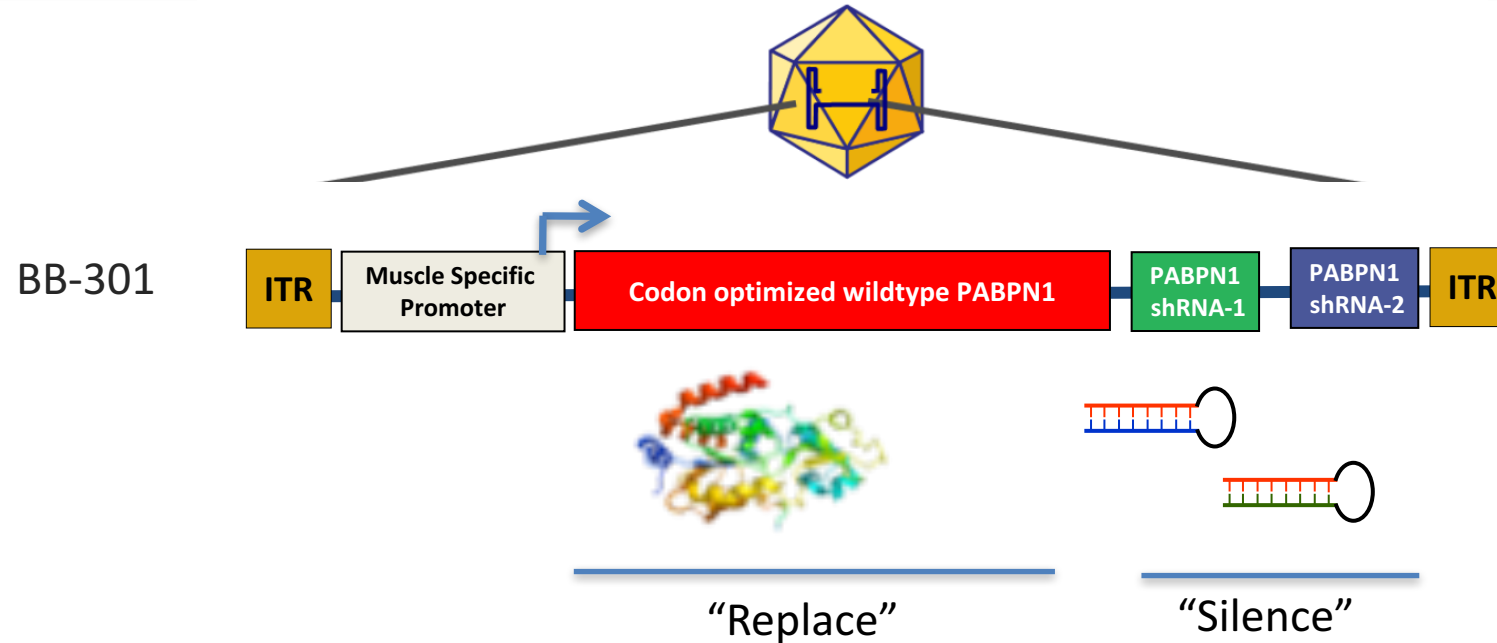 BB-301
ITR
Muscle Specific
Promoter
Codon optimized wildtype PABPN1
PABPN1
shRNA-1
PABPN1
shRNA-2
ITR
“Replace”
“Silence”